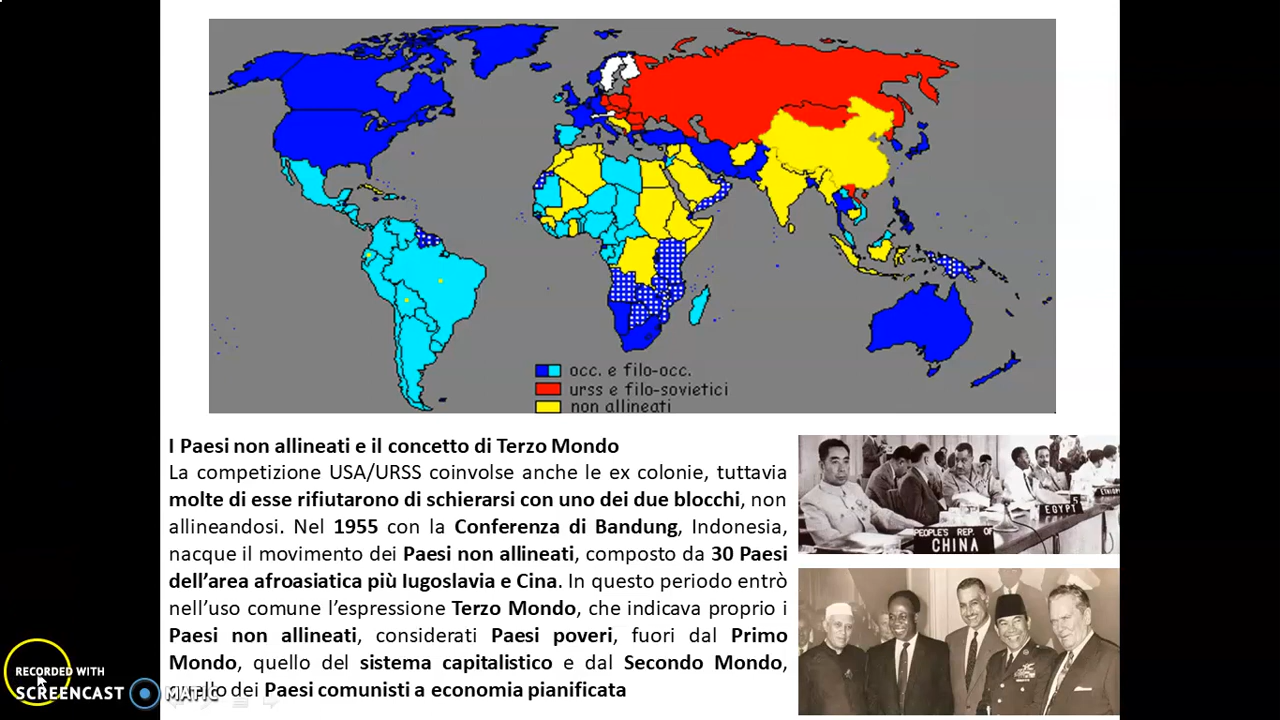 occ. e filo-occ.
urss e filo-sovietici
non allineati
I Paesi non allineati e il concetto di Terzo Mondo
La competizione USA/URSS coinvolse anche le ex colonie, tuttavia
molte di esse rifiutarono di schierarsi con uno dei due blocchi, non
allineandosi. Nel 1955 con la Conferenza di Bandung, Indonesia,
nacque il movimento dei Paesi non allineati, composto da 30 Paesi
dell'area afroasiatica più Iugoslavia e Cina. In questo periodo entrò
nell'uso comune l'espressione Terzo Mondo, che indicava proprio i
Paesi non allineati, considerati Paesi poveri, fuori dal Primo
Mondo, quello del sistema capitalistico e dal Secondo Mondo,
quello dei Paesi comunisti a economia pianificata
PEOPLE'S REP. OF
CHINA
EGYPT
ETHIOPIA
RECORDED WITH
SCREENCAST MATIC